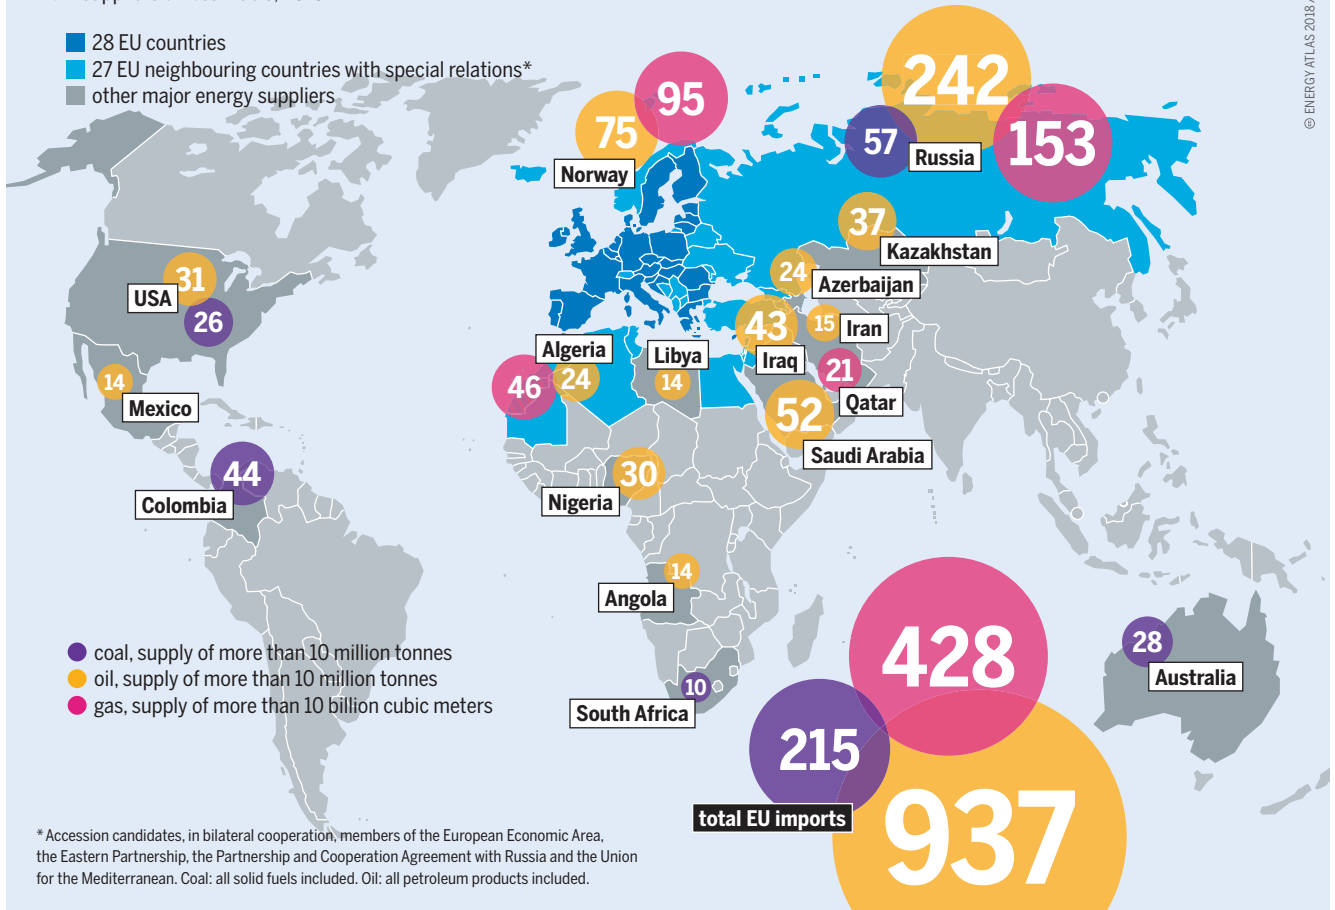 28 EU countries
27 EU neighbouring countries with special relations*
other major energy suppliers
© ENERGY ATLAS 2018
242
95
75
57
153
Russia
Norway
37
Kazakhstan
31
24
Azerbaijan
USA
26
43
15
Iran
Algeria
Libya
Iraq
46
24
14
21
14
Qatar
Mexico
52
Saudi Arabia
44
30
Colombia
Nigeria
14
Angola
428
28
Australia
coal, supply of more than 10 million tonnes
oil, supply of more than 10 million tonnes
gas, supply of more than 10 billion cubic meters
10
South Africa
215
total EU imports
937
*Accession candidates, in bilateral cooperation, members of the European Economic Area,
the Eastern Partnership, the Partnership and Cooperation Agreement with Russia and the Union
for the Mediterranean. Coal: all solid fuels included. Oil: all petroleum products included.